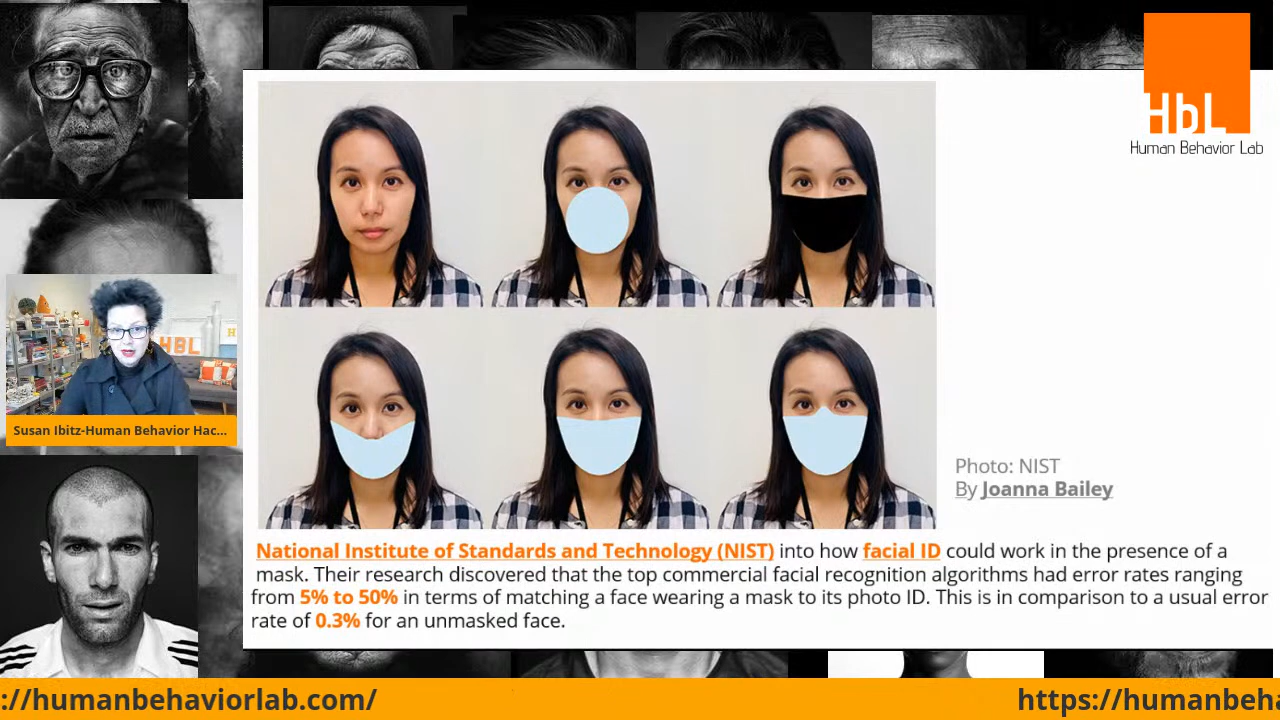 HbL
Human Behavior Lab
HBL
H
Susan Ibitz-Human Behavior Hac...
Photo: NIST
By Joanna Bailey
National Institute of Standards and Technology (NIST) into how facial ID could work in the presence of a
mask. Their research discovered that the top commercial facial recognition algorithms had error rates ranging
from 5% to 50% in terms of matching a face wearing a mask to its photo ID. This is in comparison to a usual error
rate of 0.3% for an unmasked face.
://humanbehaviorlab.com/
https://humanbeha